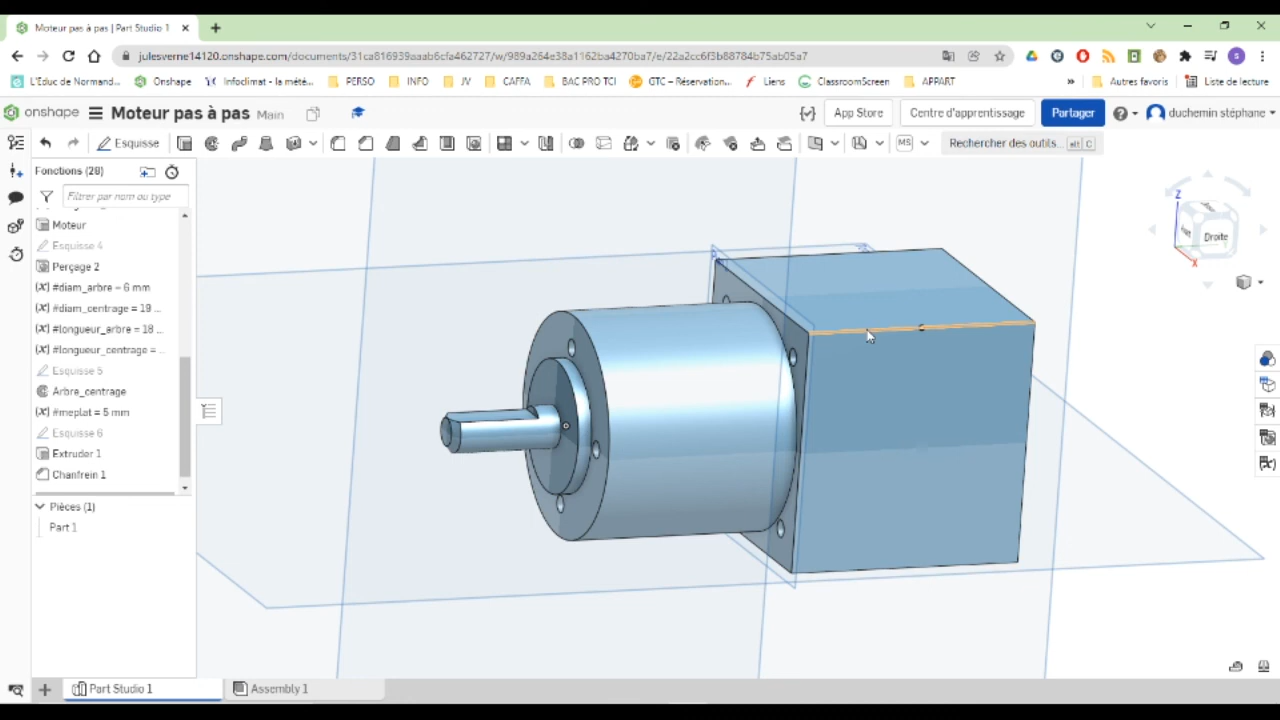 Moteur pas à pas | Part Studio 1
julesverne14120.onshape.com/documents/31ca816939aaab6cfa462727/w/989a264e38a1162ba4270ba7/e/22a2cc6f3b88784b75ab05a7
L'Éduc de Normand... Onshape Infoclimat - la mété... PERSO INFO JV CAFFA BAC PRO TCI GTC – Réservation... Liens ClassroomScreen APPART » Autres favoris Liste de lecture
onshape Moteur pas à pas Main App Store Centre d'apprentissage Partager duchemin stéphane
Esquisse MS Rechercher des outils... alt C
Fonctions (28)
Filtrer par nom ou type
Moteur
Esquisse 4
Perçage 2
(x) #diam_arbre = 6 mm
(x) #diam_centrage = 19 ...
(x) #longueur_arbre = 18 ...
(x) #longueur_centrage = ...
Esquisse 5
Arbre_centrage
(x) #meplat = 5 mm
Esquisse 6
Extruder 1
Chanfrein 1
Pièces (1)
Part 1
Z
Droite
X
Part Studio 1 Assembly 1